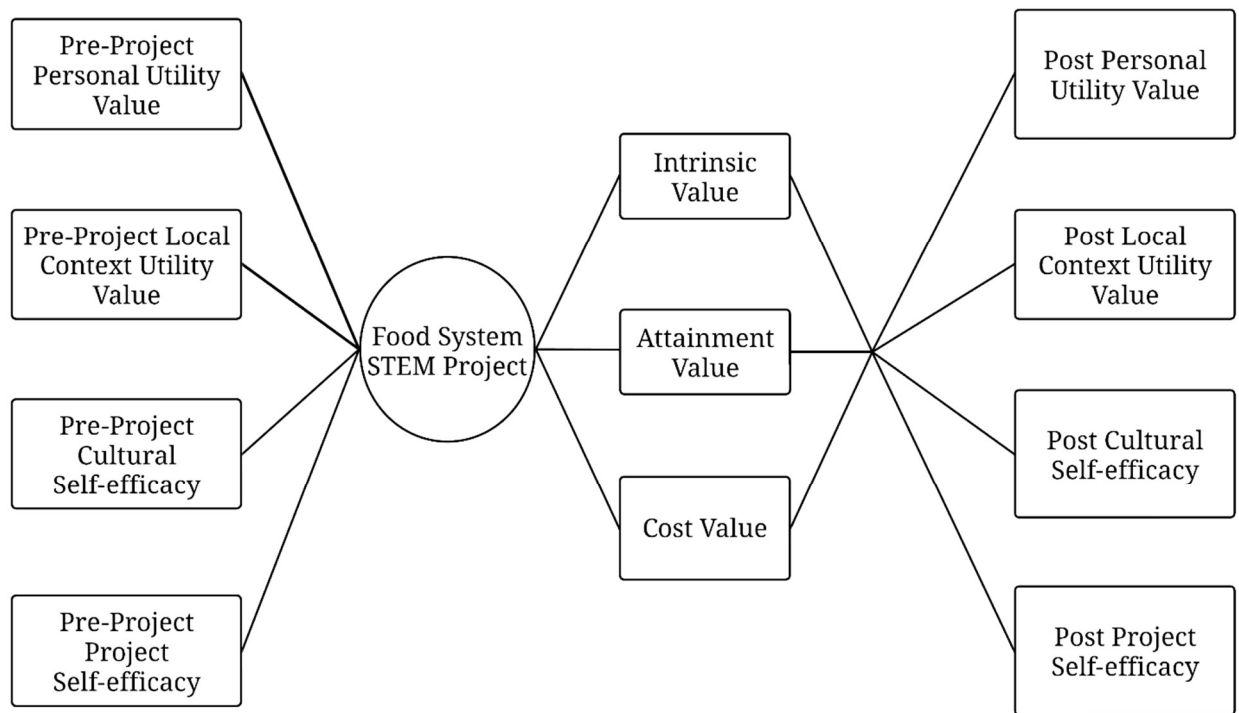 Pre-Project
Personal Utility
Value
Pre-Project Local
Context Utility
Value
Pre-Project
Cultural
Self-efficacy
Pre-Project
Project
Self-efficacy
Food System
STEM Project
Intrinsic
Value
Attainment
Value
Cost Value
Post Personal
Utility Value
Post Local
Context Utility
Value
Post Cultural
Self-efficacy
Post Project
Self-efficacy